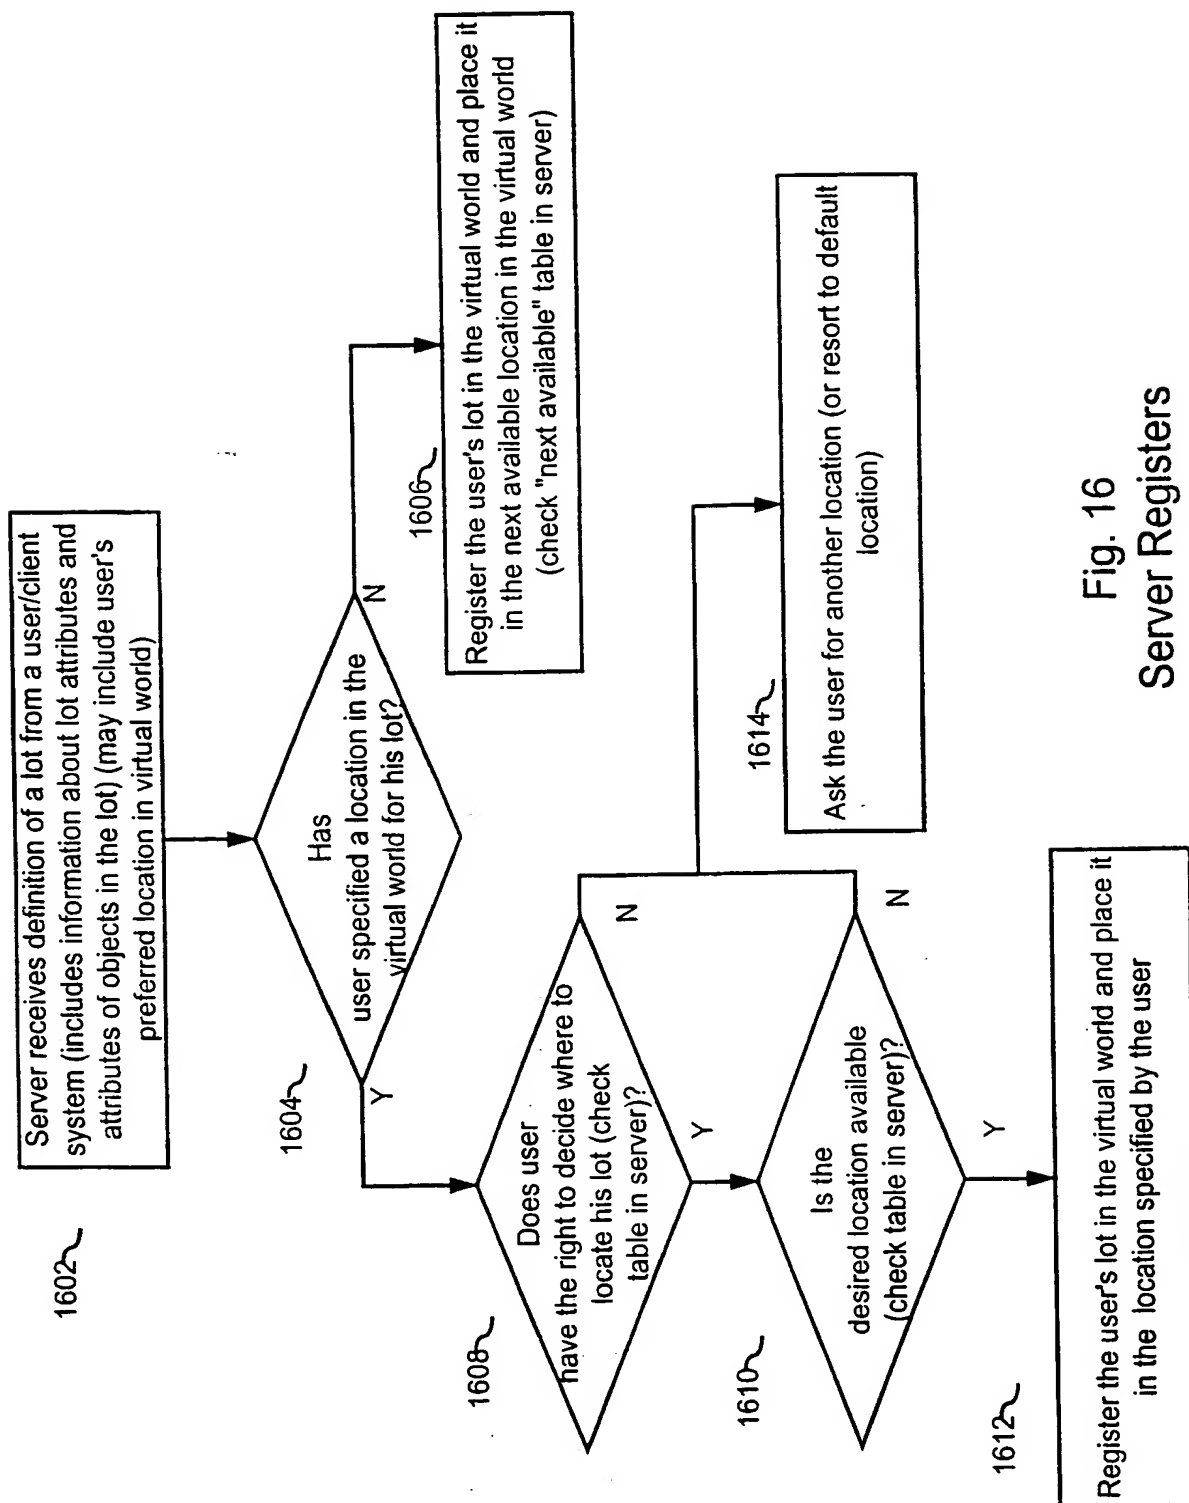 1602
Server receives definition of a lot from a user/client
system (includes information about lot attributes and
attributes of objects in the lot) (may include user's
preferred location in virtual world)
1604
Has
user specified a location in the
virtual world for his lot?
Y
N
1606
Register the user's lot in the virtual world and place it
in the next available location in the virtual world
(check "next available" table in server)
1608
Does user
have the right to decide where to
locate his lot (check
table in server)?
Y
N
1610
Is the
desired location available
(check table in server)?
Y
N
1614
Ask the user for another location (or resort to default
location)
1612
Register the user's lot in the virtual world and place it
in the location specified by the user
Fig. 16
Server Registers